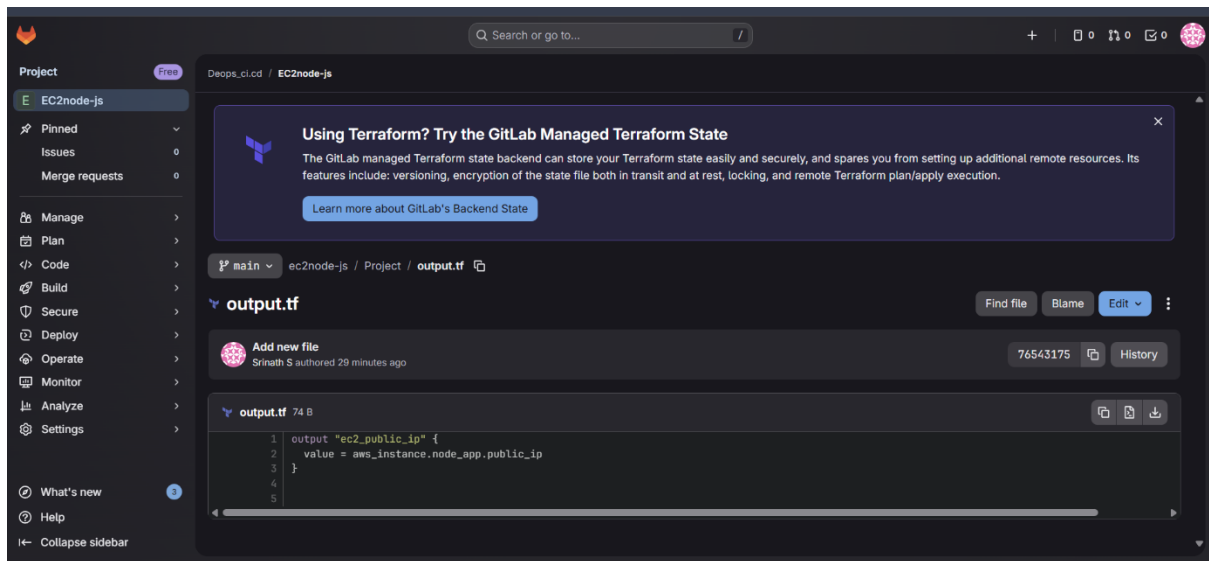 Search or go to... /
+ 0 0 0
Project Free
E EC2node-js
Pinned
Issues 0
Merge requests 0
Manage
Plan
Code
Build
Secure
Deploy
Operate
Monitor
Analyze
Settings
What's new 3
Help
Collapse sidebar
Deops_ci.cd / EC2node-js
Using Terraform? Try the GitLab Managed Terraform State
The GitLab managed Terraform state backend can store your Terraform state easily and securely, and spares you from setting up additional remote resources. Its
features include: versioning, encryption of the state file both in transit and at rest, locking, and remote Terraform plan/apply execution.
Learn more about GitLab's Backend State
main ec2node-js / Project / output.tf
output.tf
Find file Blame Edit
Add new file
Srinath S authored 29 minutes ago
76543175 History
output.tf 74 B
1 output "ec2_public_ip" {
2   value = aws_instance.node_app.public_ip
3 }
4
5